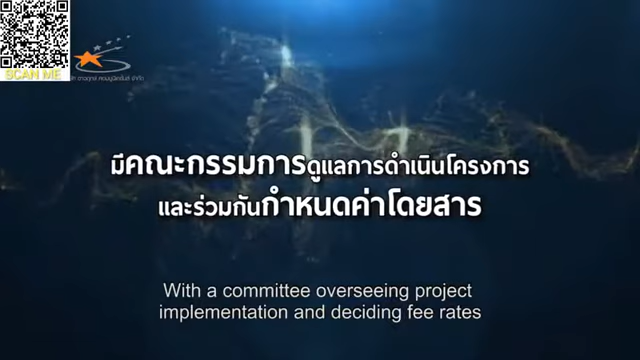 SCAN ME
มีคณะกรรมการดูแลการดำเนินโครงการ
และร่วมกันกำหนดค่าโดยสาร
With a committee overseeing project
implementation and deciding fee rates